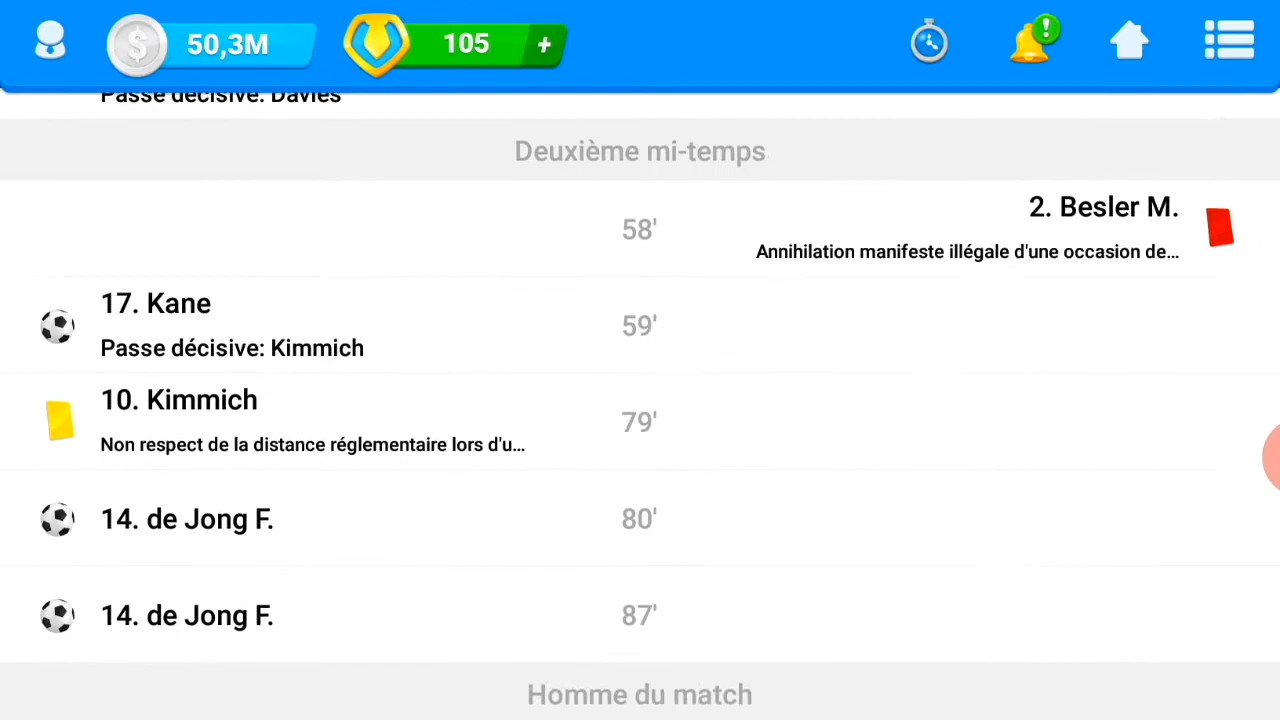 50,3M
105 +
Passe décisive: Davies
Deuxième mi-temps
2. Besler M.
58'
Annihilation manifeste illégale d'une occasion de...
17. Kane
59'
Passe décisive: Kimmich
10. Kimmich
79'
Non respect de la distance réglementaire lors d'u...
14. de Jong F.
80'
14. de Jong F.
87'
Homme du match